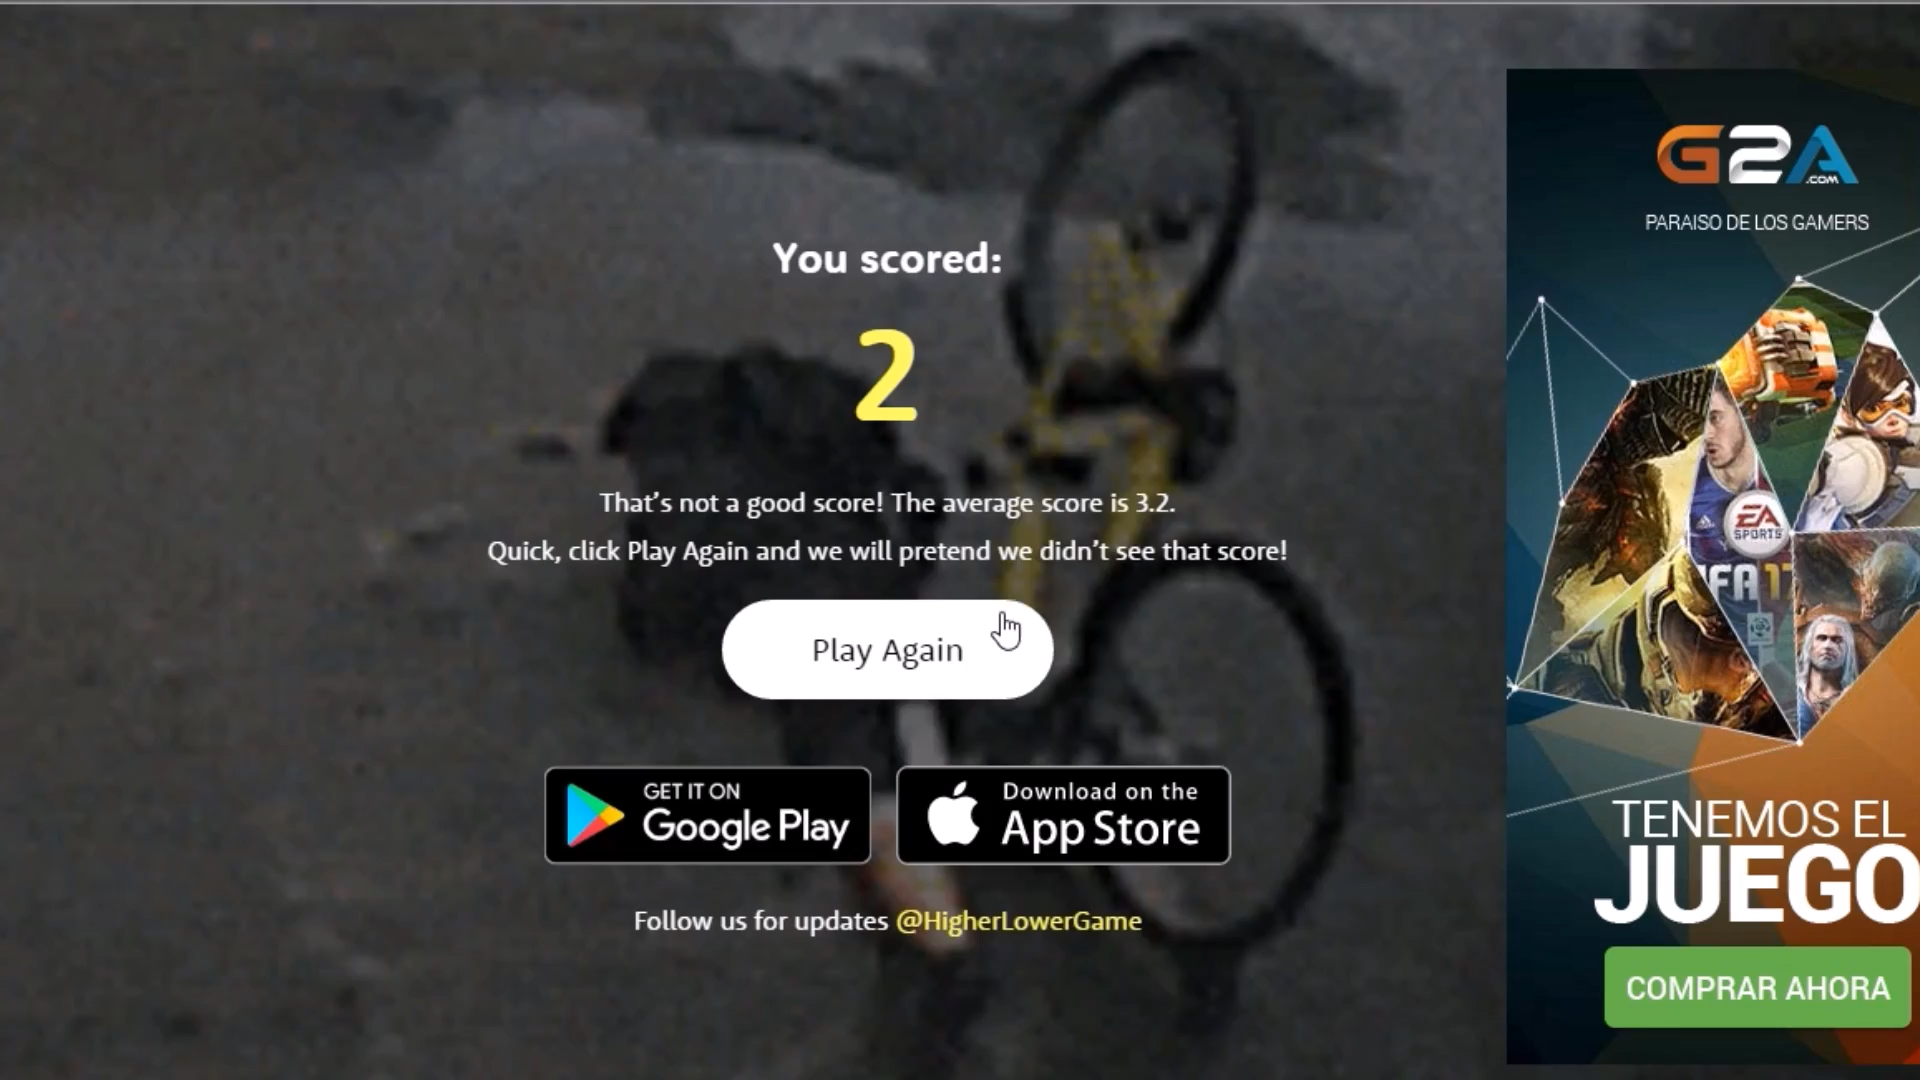 You scored:
2
That's not a good score! The average score is 3.2.
Quick, click Play Again and we will pretend we didn't see that score!
Play Again
GET IT ON
Google Play
Download on the
App Store
Follow us for updates @HigherLowerGame
G2A
.COM
PARAISO DE LOS GAMERS
EA
SPORTS
FA 17
TENEMOS EL
JUEGO
COMPRAR AHORA